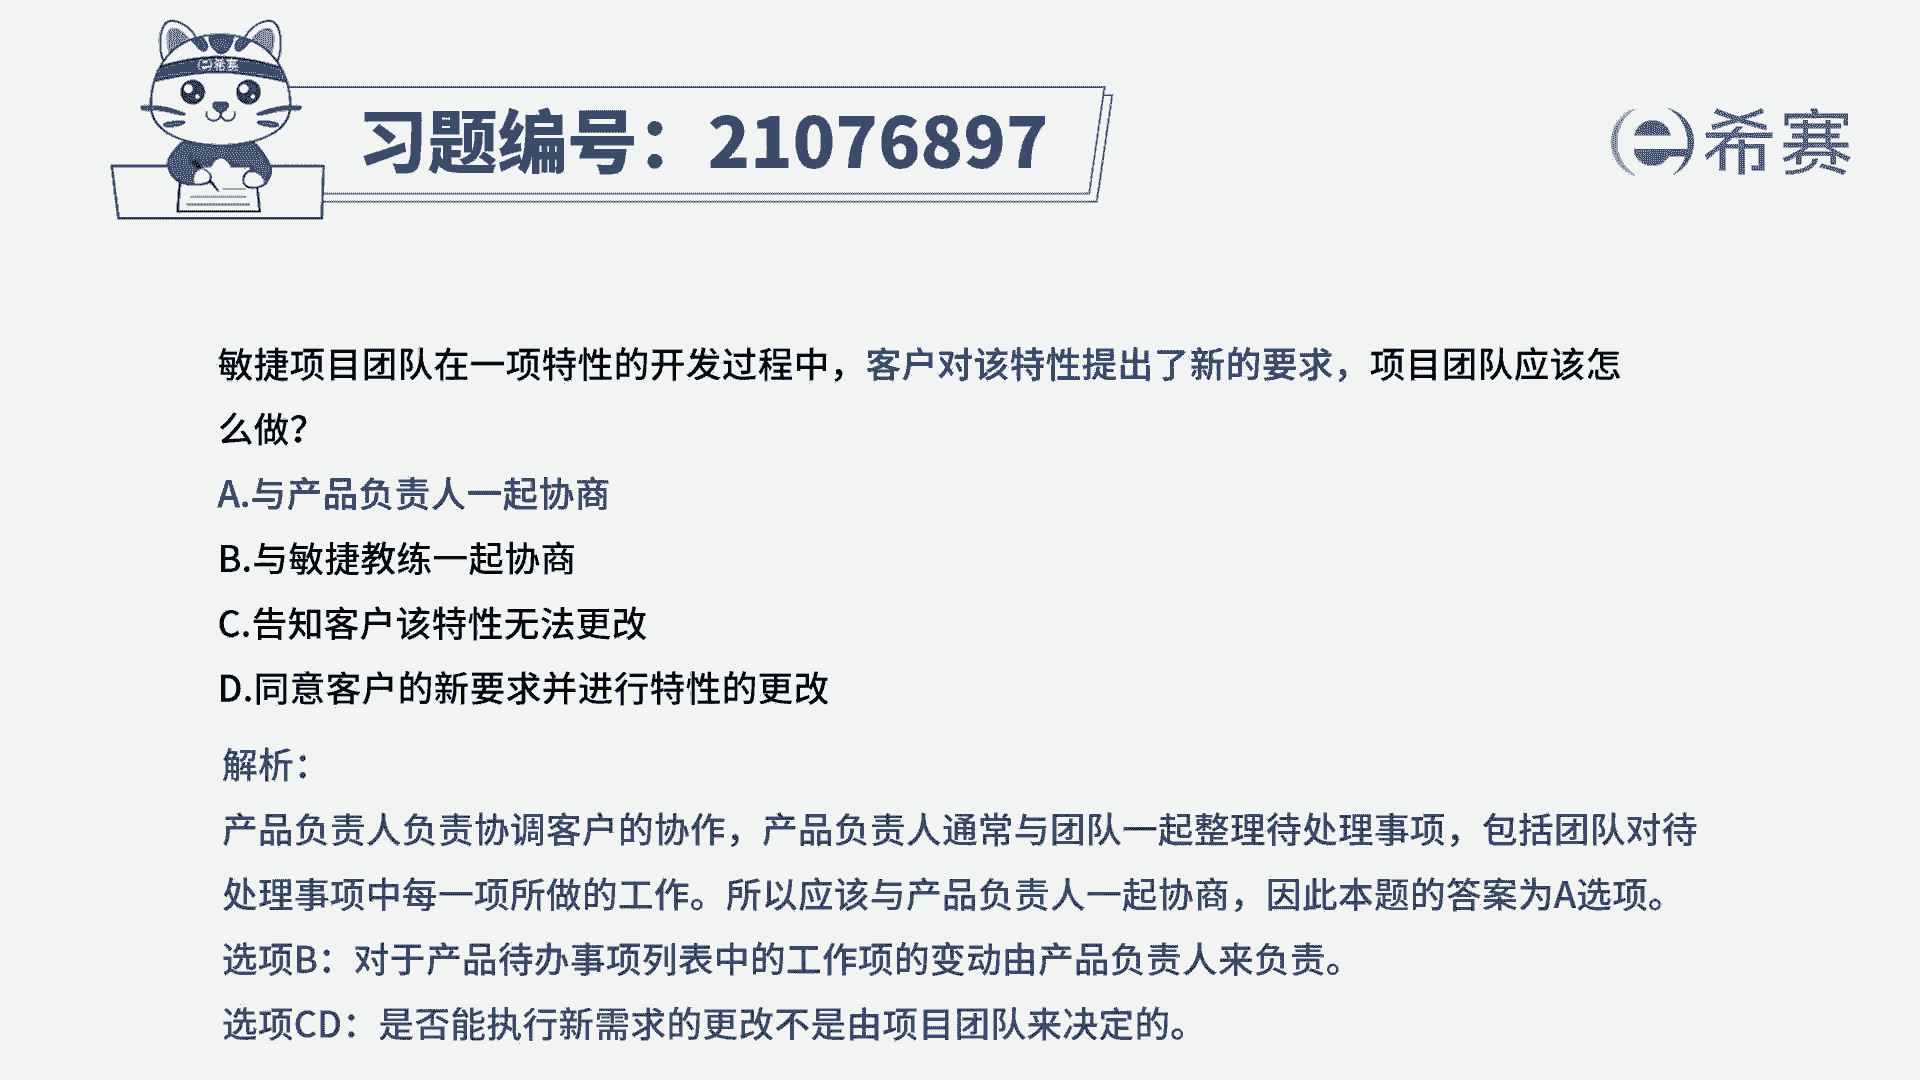 希赛
习题编号：21076897
希赛
敏捷项目团队在一项特性的开发过程中，客户对该特性提出了新的要求，项目团队应该怎
么做？
A.与产品负责人一起协商
B.与敏捷教练一起协商
C.告知客户该特性无法更改
D.同意客户的新要求并进行特性的更改
解析：
产品负责人负责协调客户的协作，产品负责人通常与团队一起整理待处理事项，包括团队对待
处理事项中每一项所做的工作。所以应该与产品负责人一起协商，因此本题的答案为A选项。
选项B：对于产品待办事项列表中的工作项的变动由产品负责人来负责。
选项CD：是否能执行新需求的更改不是由项目团队来决定的。